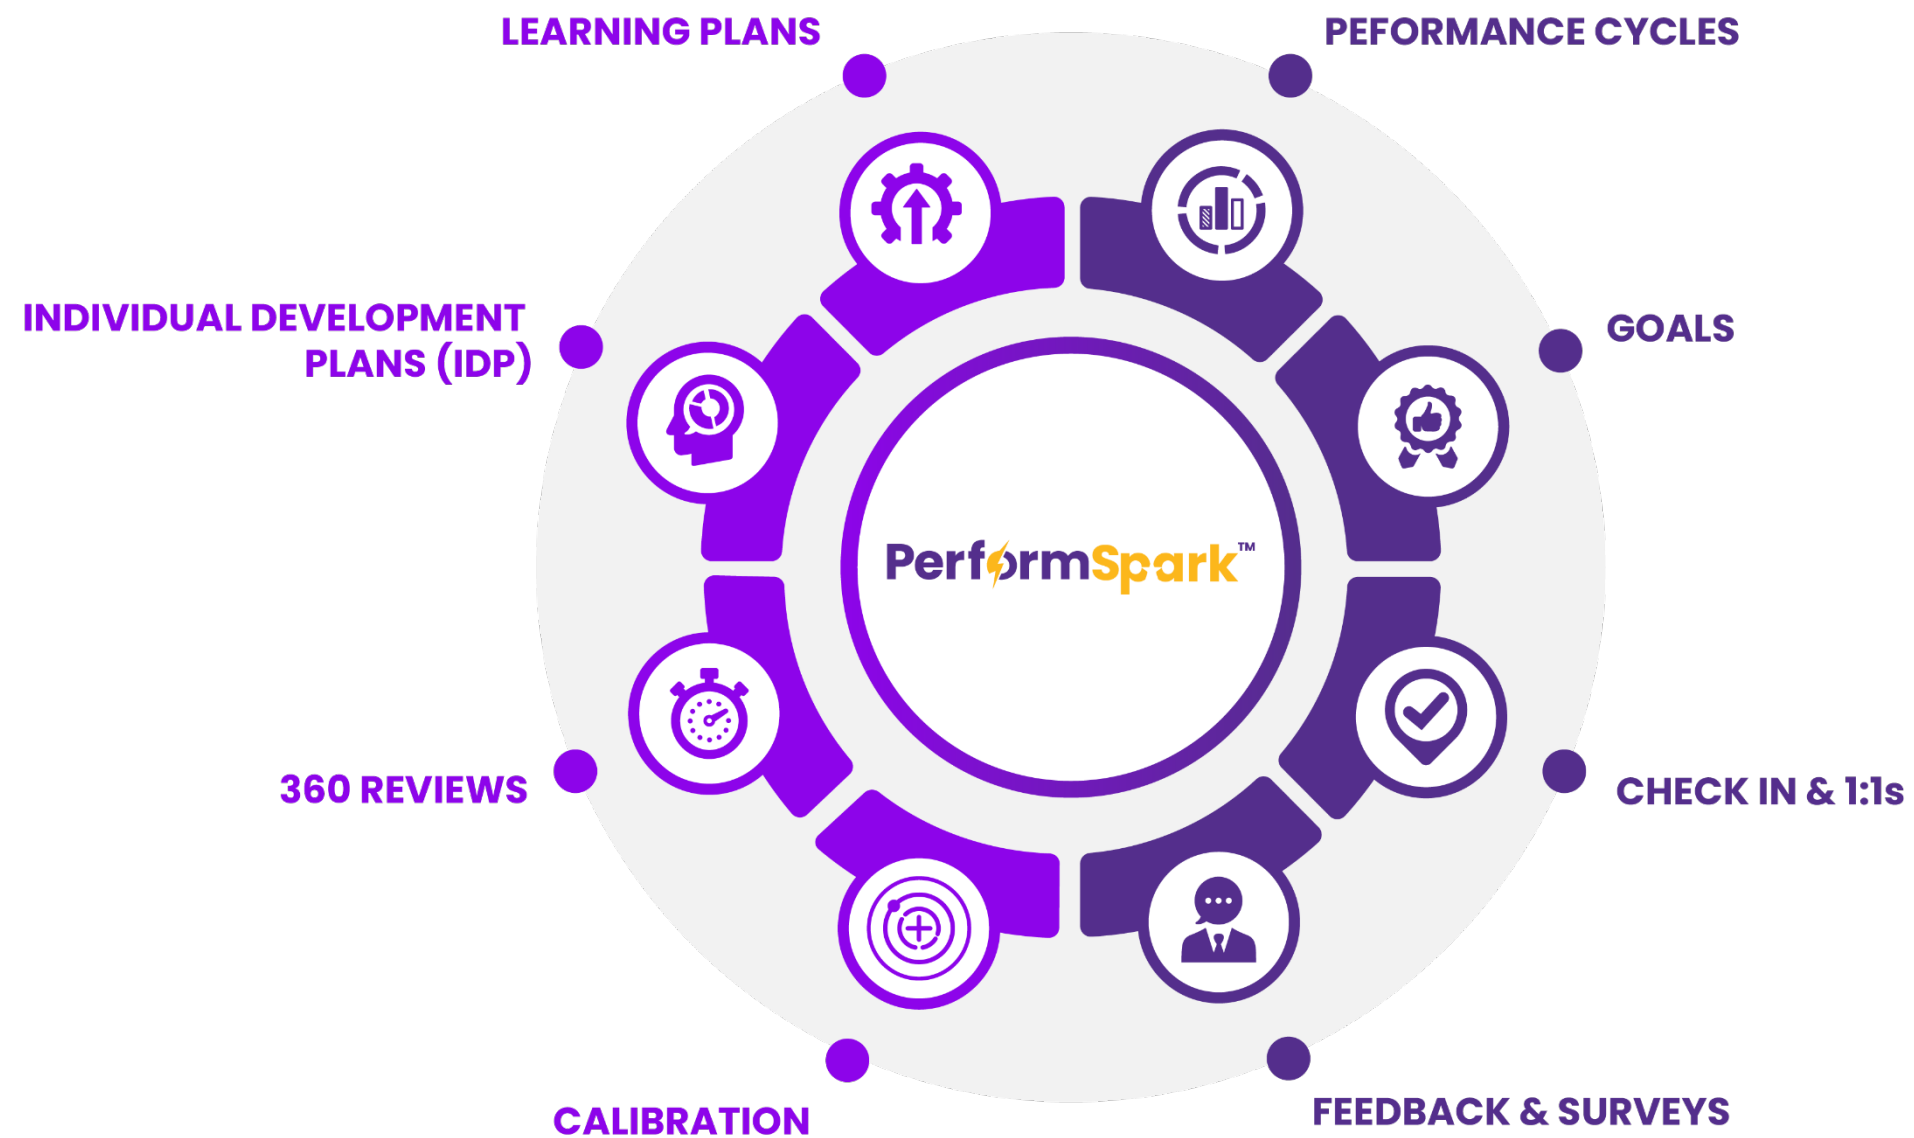 LEARNING PLANS
PEFORMANCE CYCLES
INDIVIDUAL DEVELOPMENT
PLANS (IDP)
GOALS
PerformSpark™
360 REVIEWS
CHECK IN & 1:1s
CALIBRATION
FEEDBACK & SURVEYS